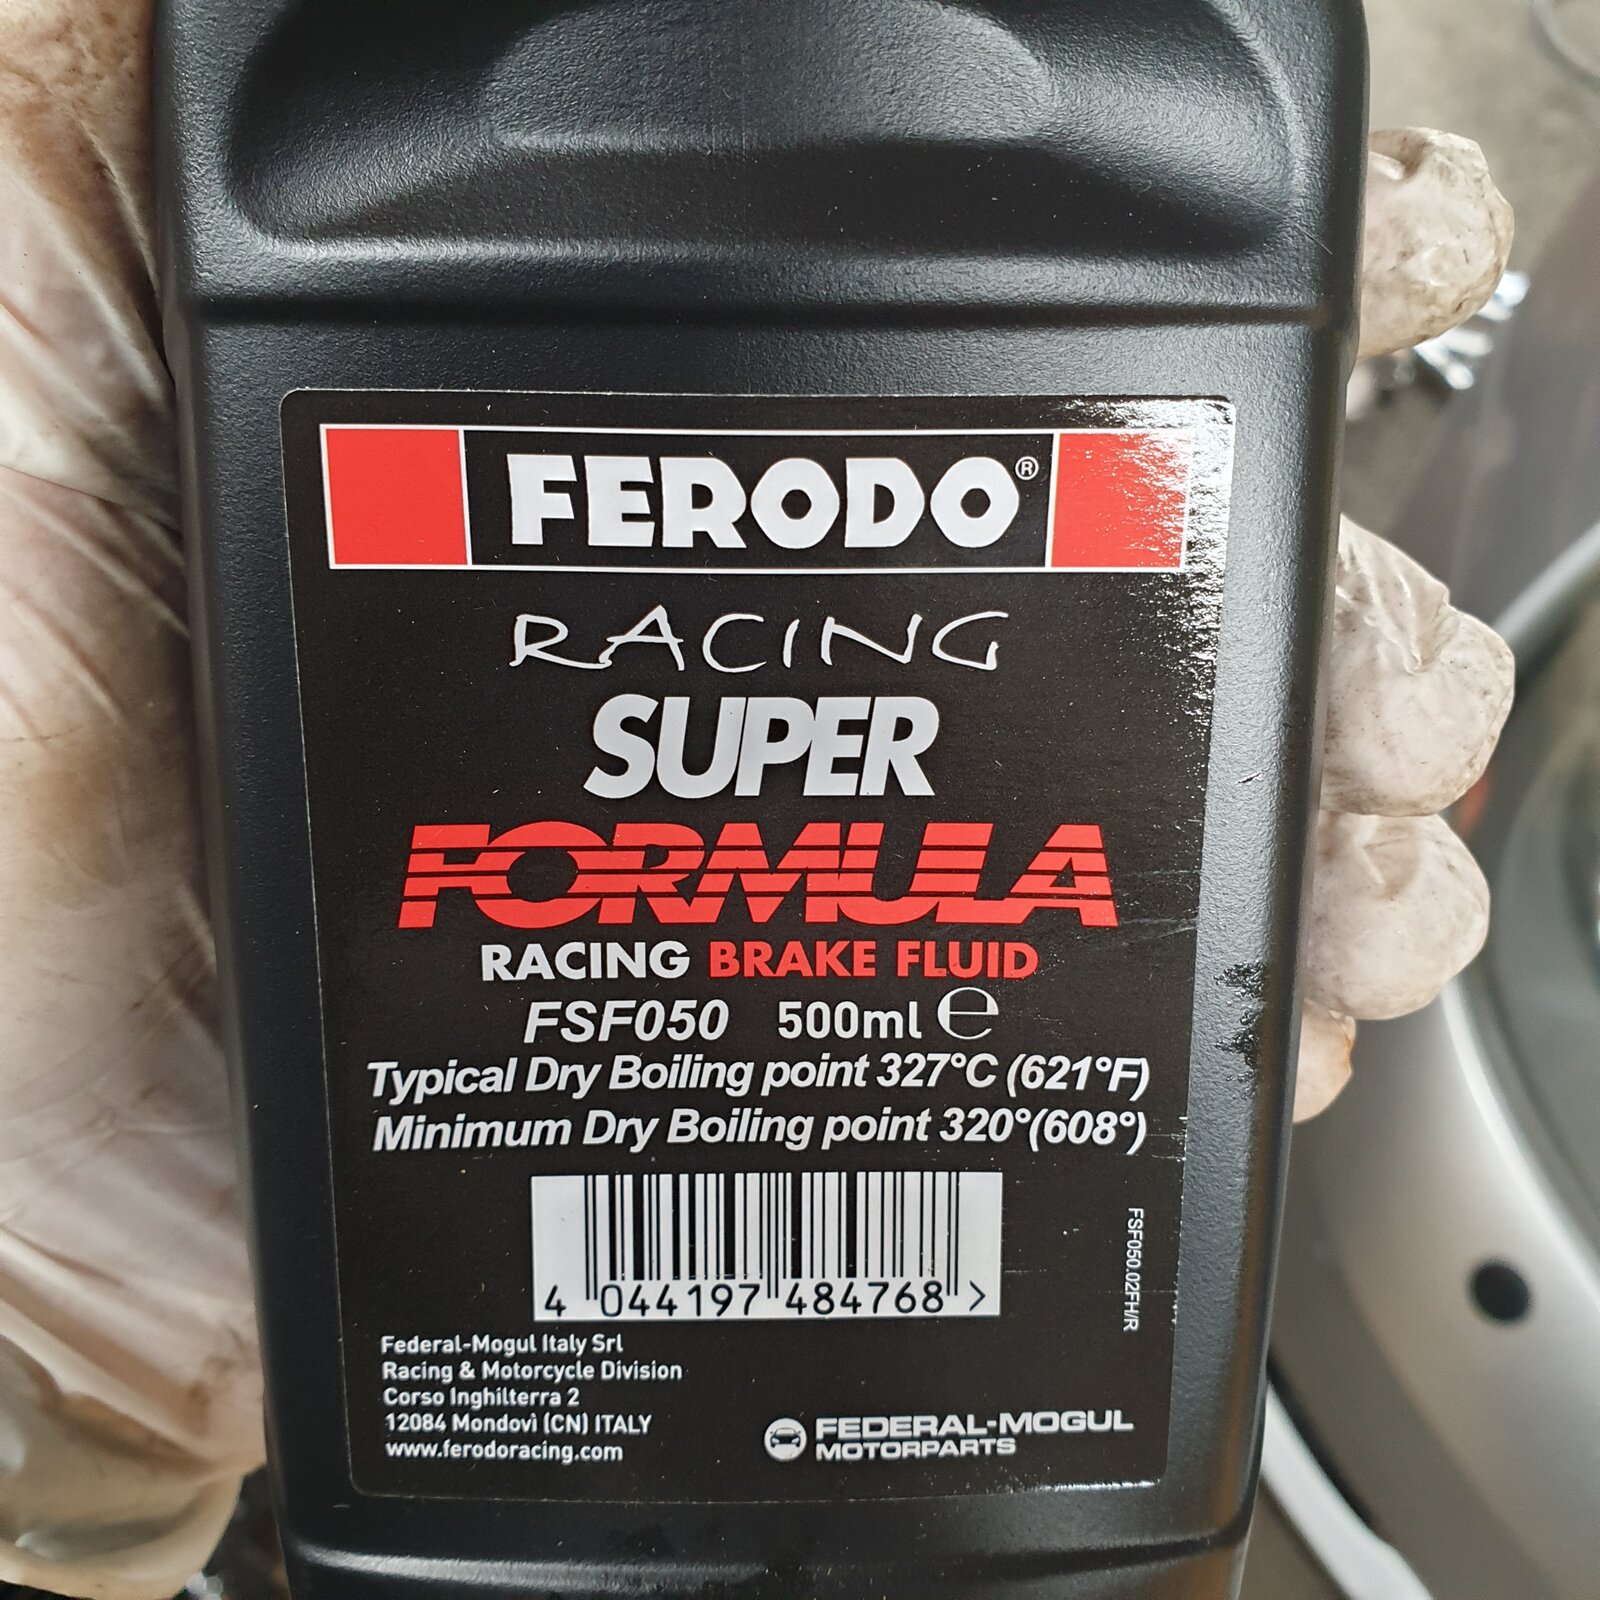 FERODO®
RACING
SUPER
FORMULA
RACING BRAKE FLUID
FSF050 500ml ℮
Typical Dry Boiling point 327°C (621°F)
Minimum Dry Boiling point 320°(608°)
4 044197 484768 >
FSF050.02FH/R
Federal-Mogul Italy Srl
Racing & Motorcycle Division
Corso Inghilterra 2
12084 Mondovì (CN) ITALY
www.ferodoracing.com
FEDERAL-MOGUL
MOTORPARTS